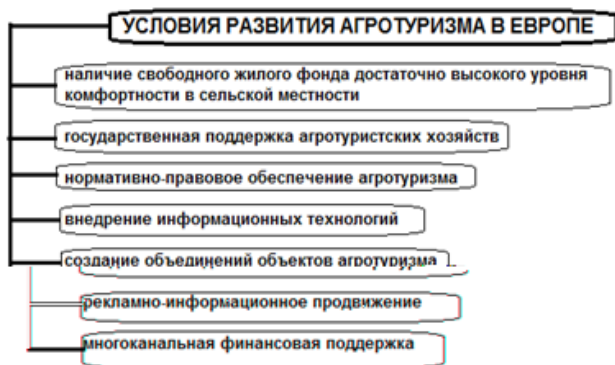 УСЛОВИЯ РАЗВИТИЯ АГРОТУРИЗМА В ЕВРОПЕ
наличие свободного жилого фонда достаточно высокого уровня
комфортности в сельской местности
государственная поддержка агротуристских хозяйств
нормативно-правовое обеспечение агротуризма
внедрение информационных технологий
создание объединений объектов агротуризма
рекламно-информационное продвижение
многоканальная финансовая поддержка